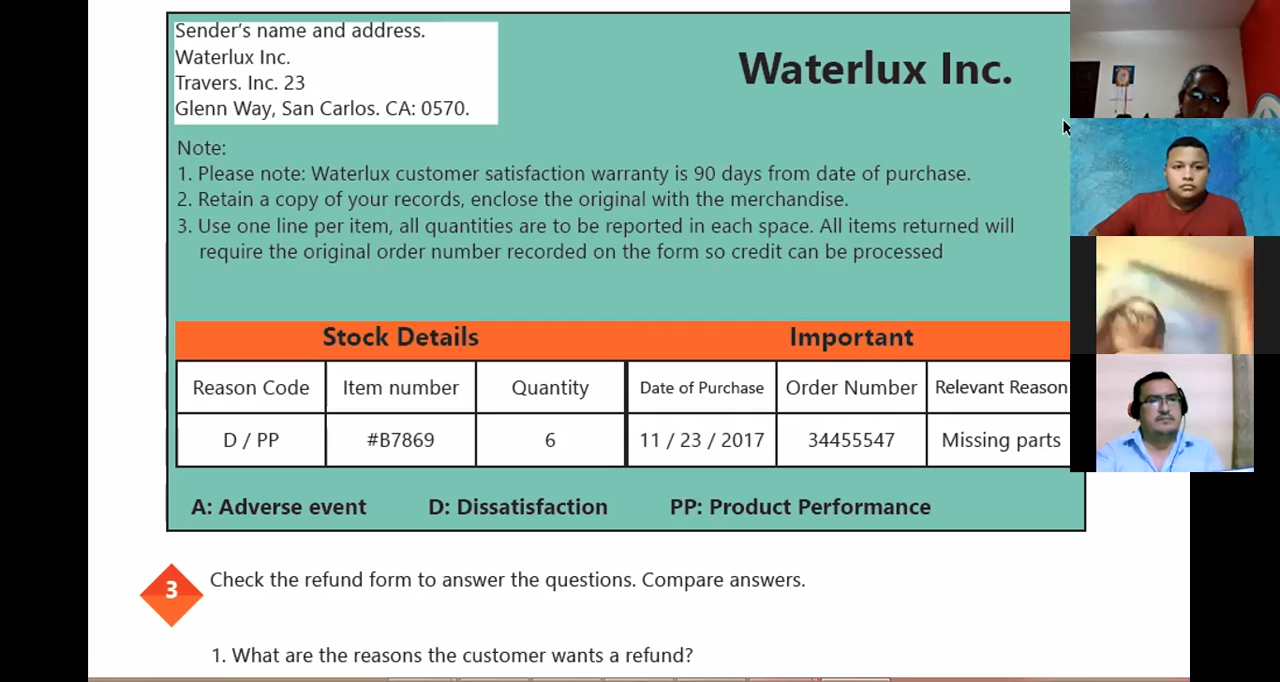 Sender's name and address.
Waterlux Inc.
Travers. Inc. 23
Glenn Way, San Carlos. CA: 0570.
Waterlux Inc.
Note:
1. Please note: Waterlux customer satisfaction warranty is 90 days from date of purchase.
2. Retain a copy of your records, enclose the original with the merchandise.
3. Use one line per item, all quantities are to be reported in each space. All items returned will
require the original order number recorded on the form so credit can be processed
Stock Details Important
Reason Code Item number Quantity Date of Purchase Order Number Relevant Reason
D / PP #B7869 6 11 / 23 / 2017 34455547 Missing parts
A: Adverse event D: Dissatisfaction PP: Product Performance
3 Check the refund form to answer the questions. Compare answers.
1. What are the reasons the customer wants a refund?